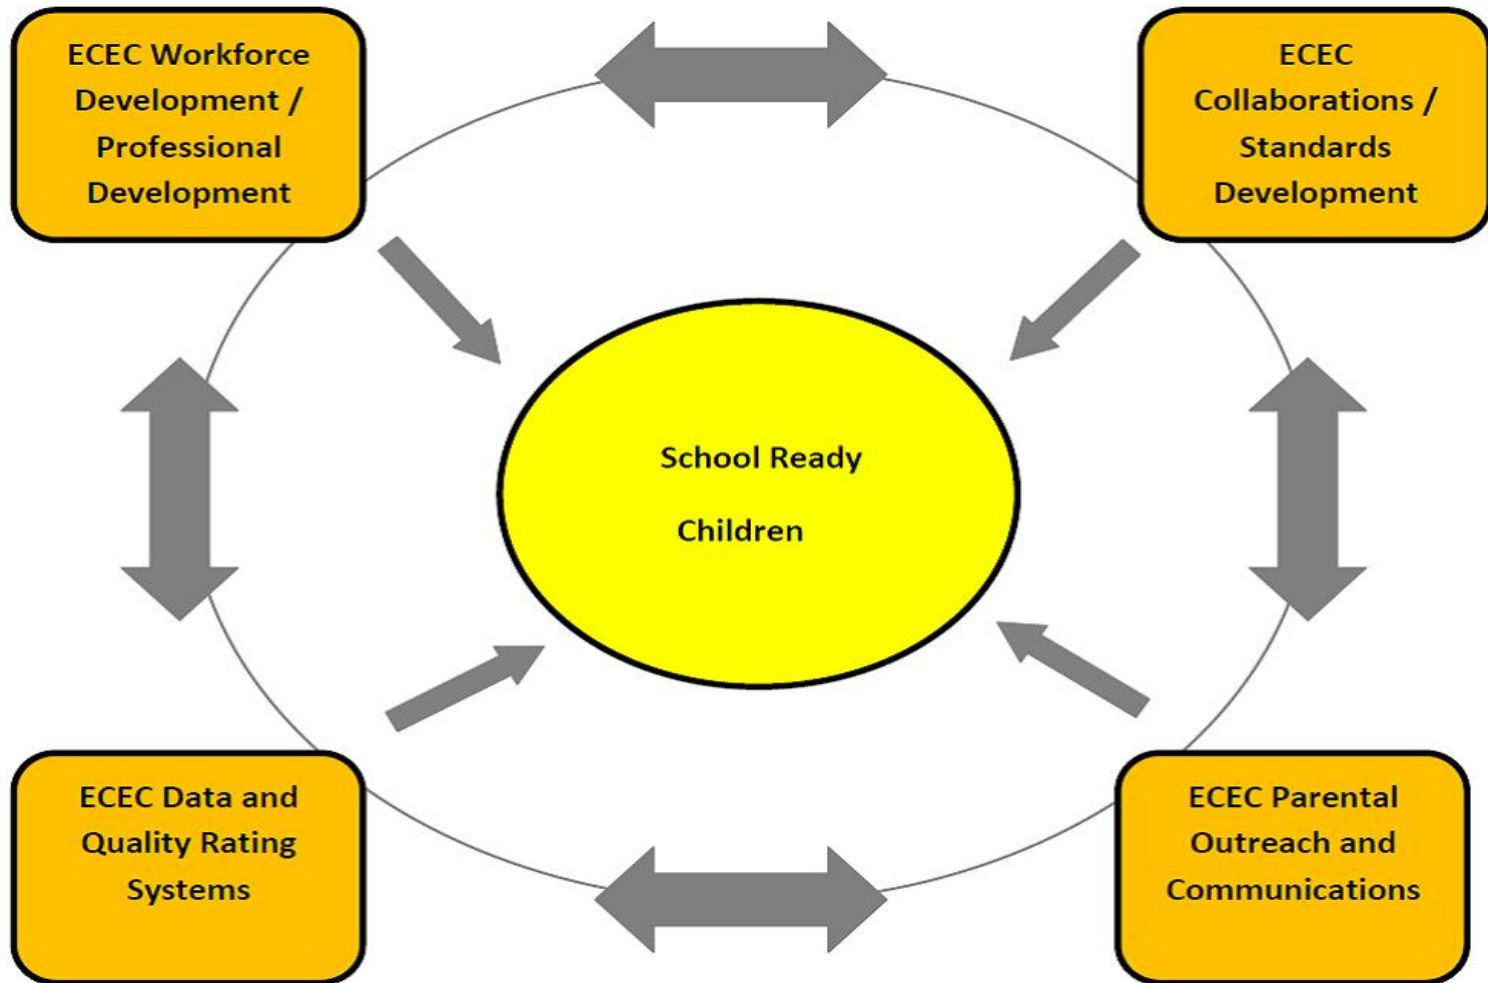 ECEC Workforce
Development /
Professional
Development
ECEC
Collaborations /
Standards
Development
School Ready
Children
ECEC Data and
Quality Rating
Systems
ECEC Parental
Outreach and
Communications